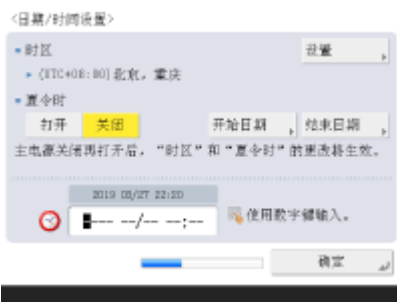 <日期/时间设置>
时区
设置
(UTC+08:00)北京，重庆
夏令时
打开 关闭 开始日期 结束日期
主电源关闭再打开后，“时区”和“夏令时”的更改将生效。
2019 08/27 22:20
---- --/-- --:--
使用数字键输入。
确定